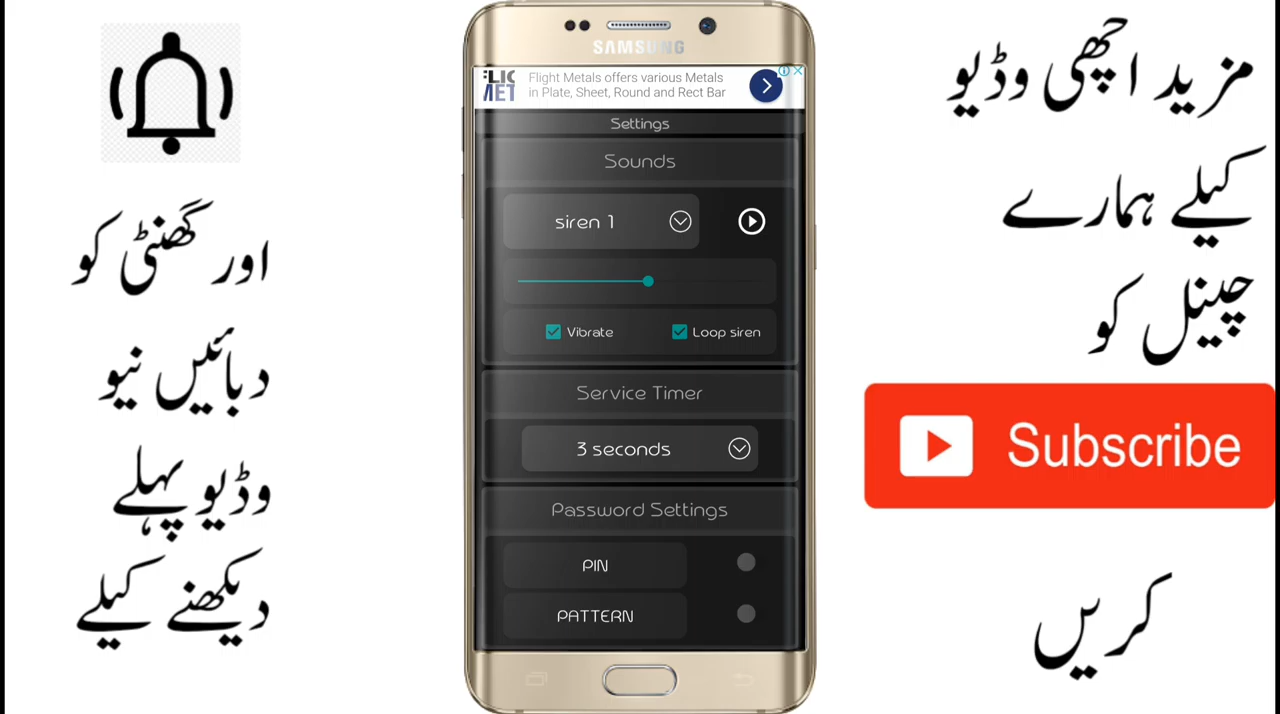 مزید اچھی وڈیو
کیلے ہمارے
چینل کو
Subscribe
کریں
اور گھنٹی کو
دبائیں نیو
وڈیو پہلے
دیکھنے کیلے
SAMSUNG
Flight Metals offers various Metals
in Plate, Sheet, Round and Rect Bar
Settings
Sounds
siren 1
Vibrate
Loop siren
Service Timer
3 seconds
Password Settings
PIN
PATTERN